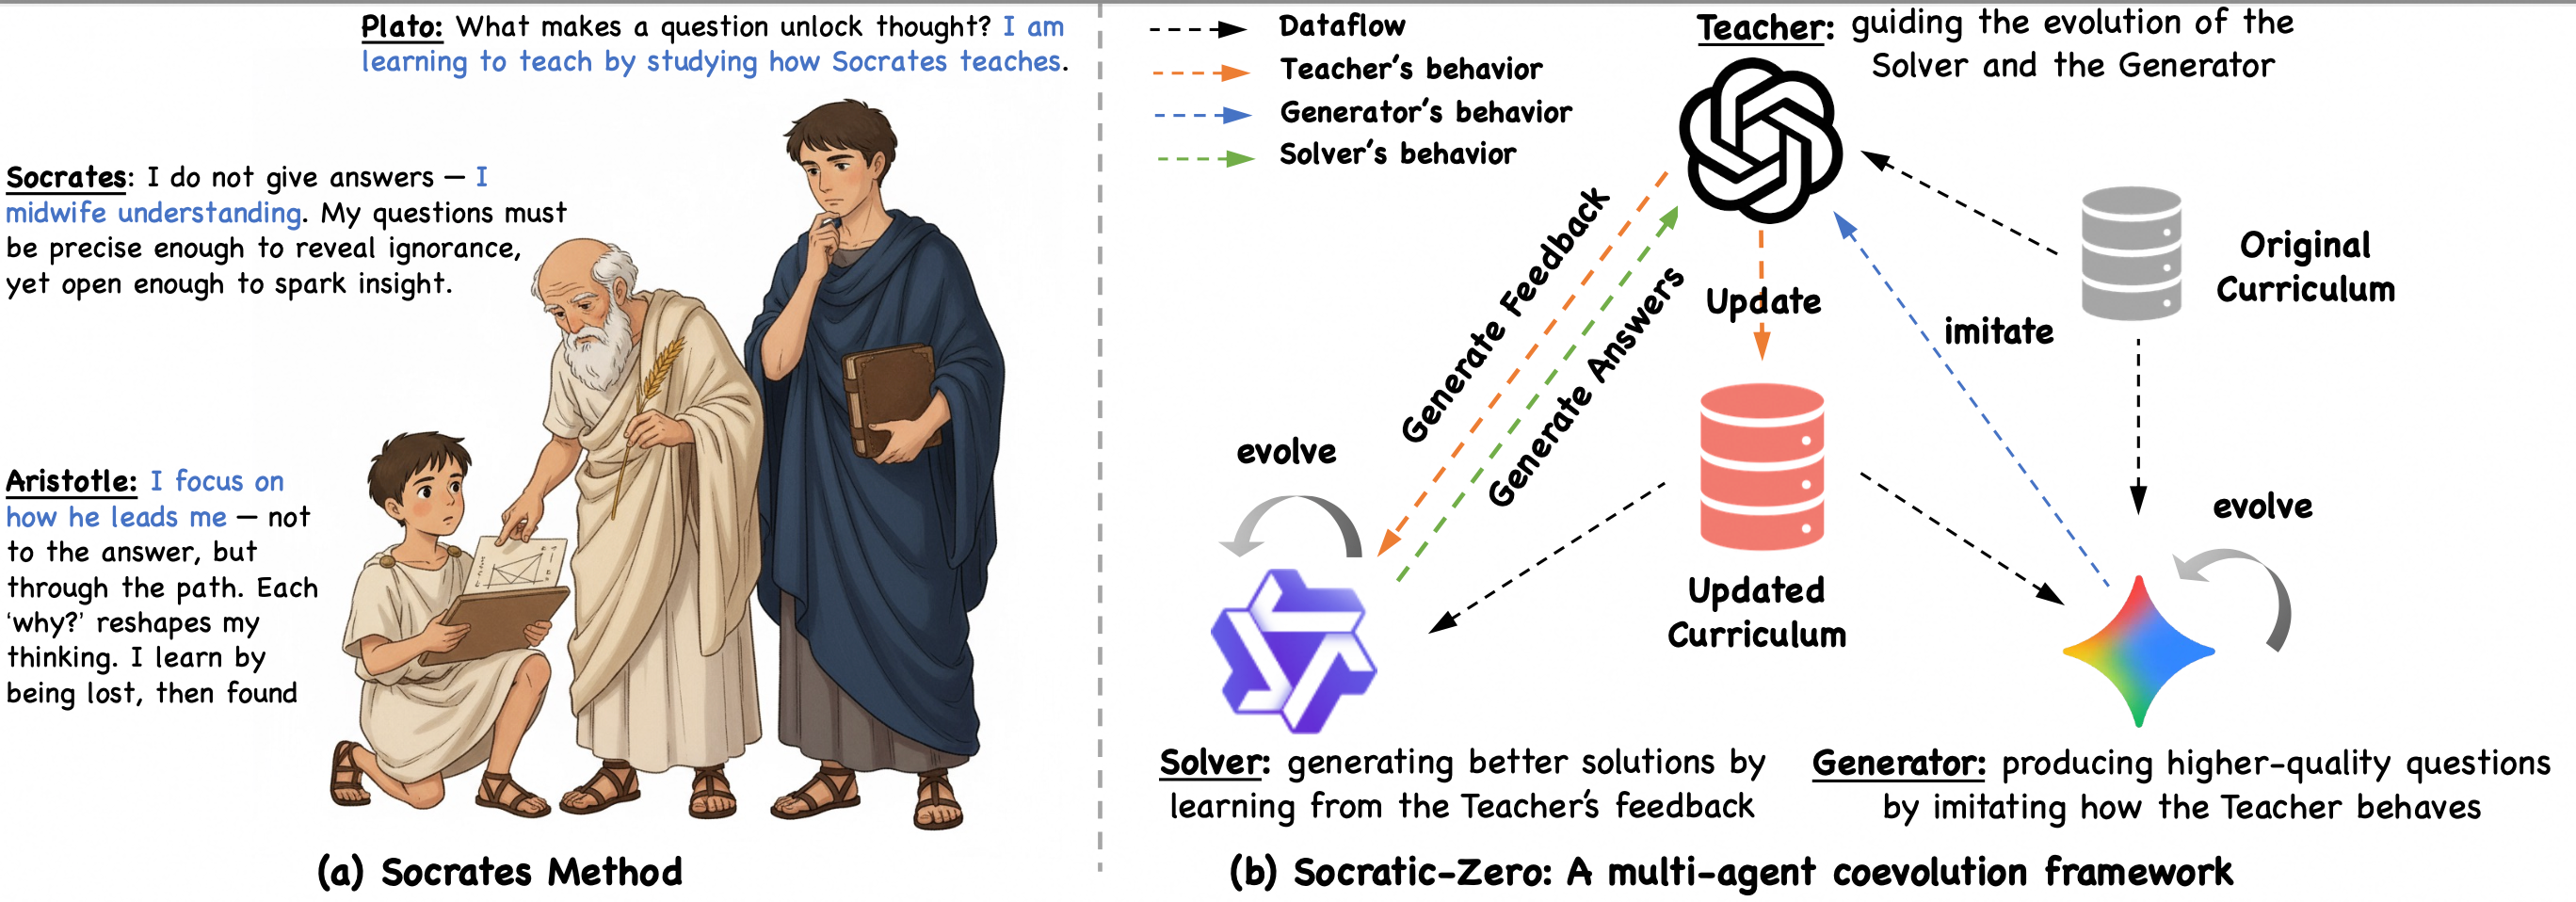 Plato: What makes a question unlock thought? I am
learning to teach by studying how Socrates teaches.
Socrates: I do not give answers — I
midwife understanding. My questions must
be precise enough to reveal ignorance,
yet open enough to spark insight.
Aristotle: I focus on
how he leads me — not
to the answer, but
through the path. Each
‘why?’ reshapes my
thinking. I learn by
being lost, then found
(a) Socrates Method
Dataflow
Teacher’s behavior
Generator’s behavior
Solver’s behavior
Teacher: guiding the evolution of the
Solver and the Generator
Generate Feedback
Generate Answers
Update
imitate
Original
Curriculum
evolve
evolve
Updated
Curriculum
Solver: generating better solutions by
learning from the Teacher’s feedback
Generator: producing higher-quality questions
by imitating how the Teacher behaves
(b) Socratic-Zero: A multi-agent coevolution framework